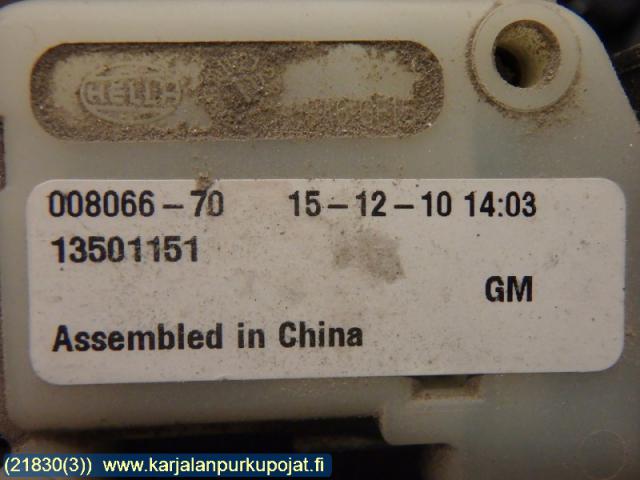 HELLA
008066-70 15-12-10 14:03
13501151
GM
Assembled in China
(21830(3)) www.karjalanpurkupojat.fi